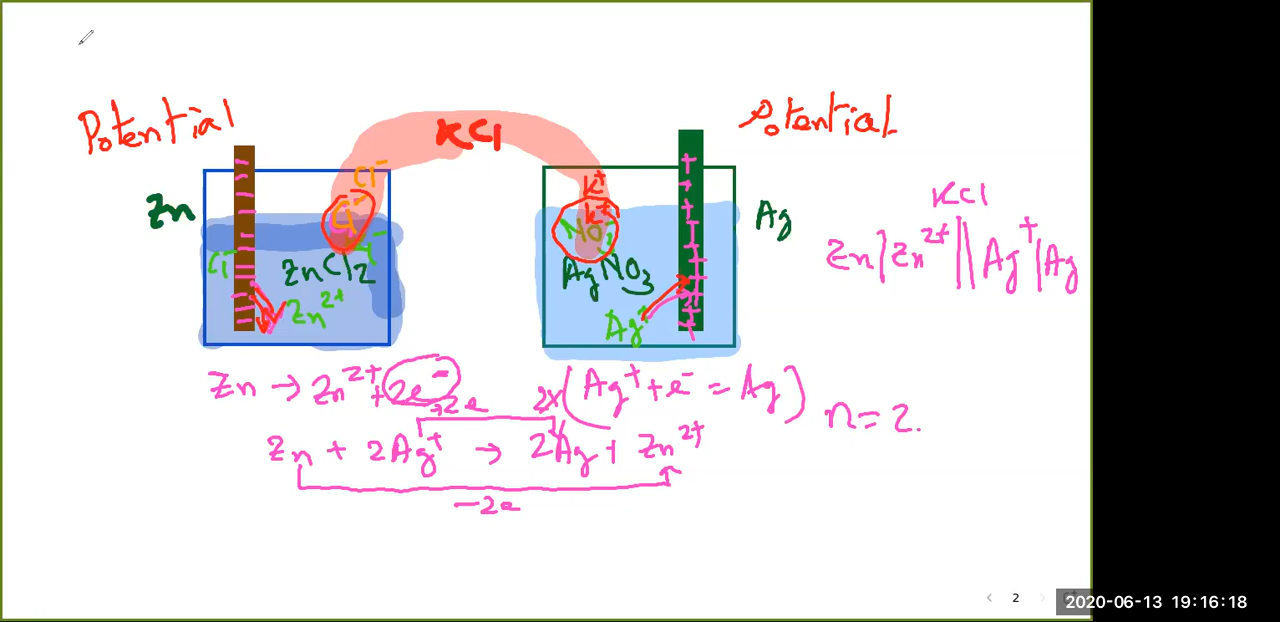 Potential
KCl
Potential
Zn
Cl⁻
Cl⁻
K⁺
K⁺
NO3
Ag
KCl
Zn|Zn²⁺||Ag⁺|Ag
Cl⁻
ZnCl2
Zn²⁺
AgNO3
Ag⁺
Zn → Zn²⁺ + 2e⁻
2x(Ag⁺ + e⁻ = Ag)
n = 2.
+2e
Zn + 2Ag⁺ → 2Ag + Zn²⁺
-2e
2
2020-06-13 19:16:18